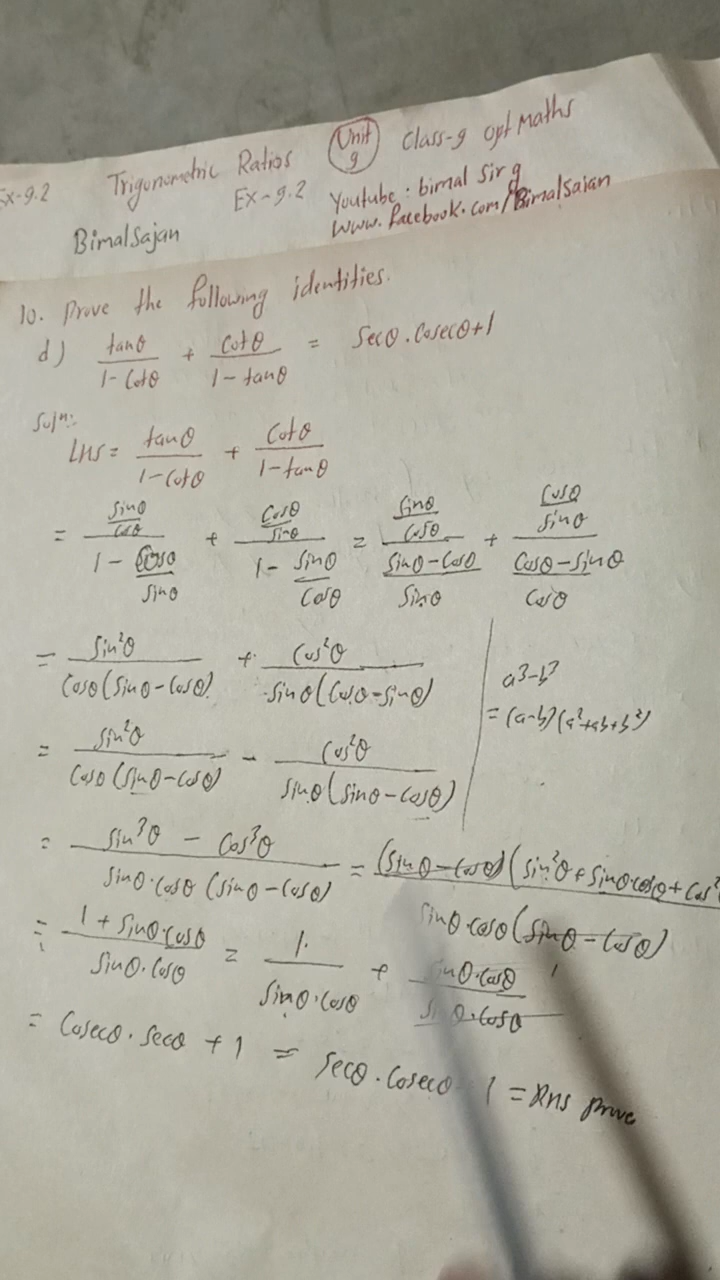 Ex-9.2 Trigonometric Ratios Unit 9 Class-9 Opt Maths
Ex-9.2 Youtube: bimal sir g
BimalSajan www.facebook.com/Bimalsaian
10. Prove the following identities.
d) tanθ/(1-Cotθ) + Cotθ/(1-tanθ) = Secθ.Cosecθ+1
Soln:
LHS = tanθ/(1-Cotθ) + Cotθ/(1-tanθ)
= (Sinθ/Cosθ)/(1-Cosθ/Sinθ) + (Cosθ/Sinθ)/(1-Sinθ/Cosθ) = (Sinθ/Cosθ)/((Sinθ-Cosθ)/Sinθ) + (Cosθ/Sinθ)/((Cosθ-Sinθ)/Cosθ)
= Sin²θ/(Cosθ(Sinθ-Cosθ)) + Cos²θ/(Sinθ(Cosθ-Sinθ))
a³-b³
= (a-b)(a²+ab+b²)
= Sin²θ/(Cosθ(Sinθ-Cosθ)) - Cos²θ/(Sinθ(Sinθ-Cosθ))
= (Sin³θ - Cos³θ)/(Sinθ.Cosθ(Sinθ-Cosθ)) = (Sinθ-Cosθ)(Sin²θ+Sinθ.Cosθ+Cos²/(Sinθ.Cosθ(Sinθ-Cosθ))
= (1+Sinθ.Cosθ)/(Sinθ.Cosθ) = 1/(Sinθ.Cosθ) + inθ.Cosθ/(S θ.Cosθ)
= Cosecθ.Secθ+1 = Secθ.Cosecθ 1 = RHS prove